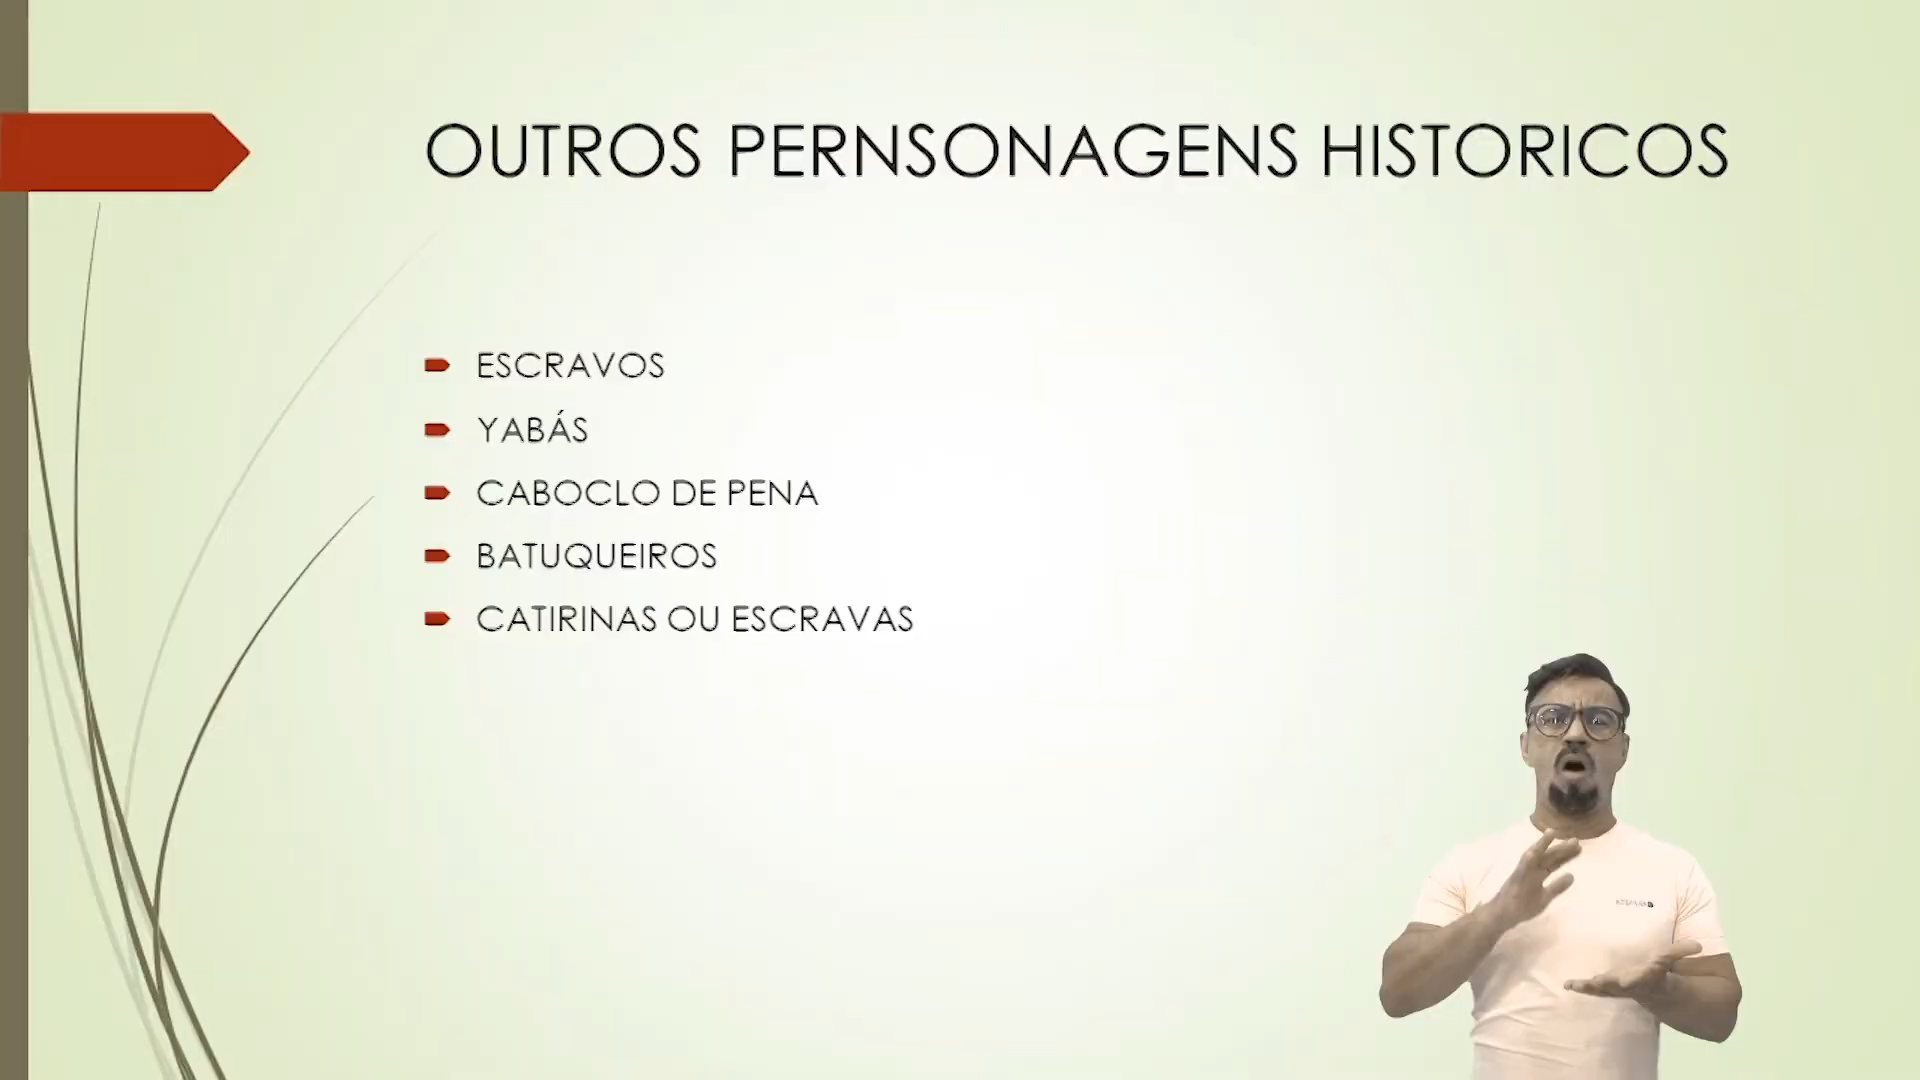 OUTROS PERNSONAGENS HISTORICOS
ESCRAVOS
YABÁS
CABOCLO DE PENA
BATUQUEIROS
CATIRINAS OU ESCRAVAS